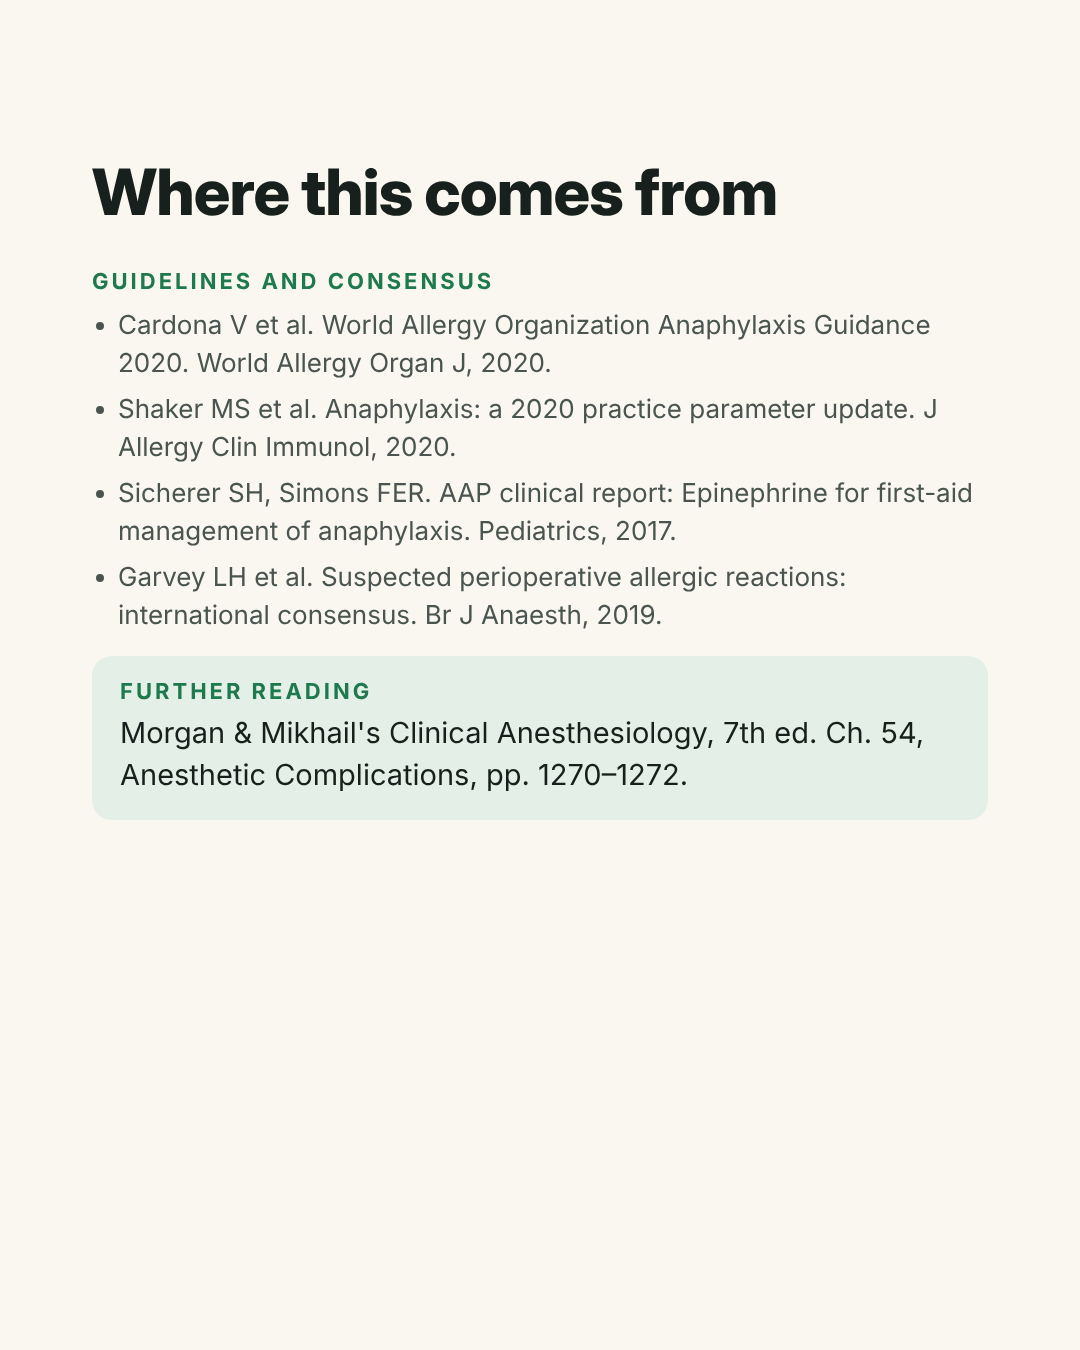 Where this comes from
GUIDELINES AND CONSENSUS
• Cardona V et al. World Allergy Organization Anaphylaxis Guidance
2020. World Allergy Organ J, 2020.
• Shaker MS et al. Anaphylaxis: a 2020 practice parameter update. J
Allergy Clin Immunol, 2020.
• Sicherer SH, Simons FER. AAP clinical report: Epinephrine for first-aid
management of anaphylaxis. Pediatrics, 2017.
• Garvey LH et al. Suspected perioperative allergic reactions:
international consensus. Br J Anaesth, 2019.
FURTHER READING
Morgan & Mikhail's Clinical Anesthesiology, 7th ed. Ch. 54,
Anesthetic Complications, pp. 1270–1272.